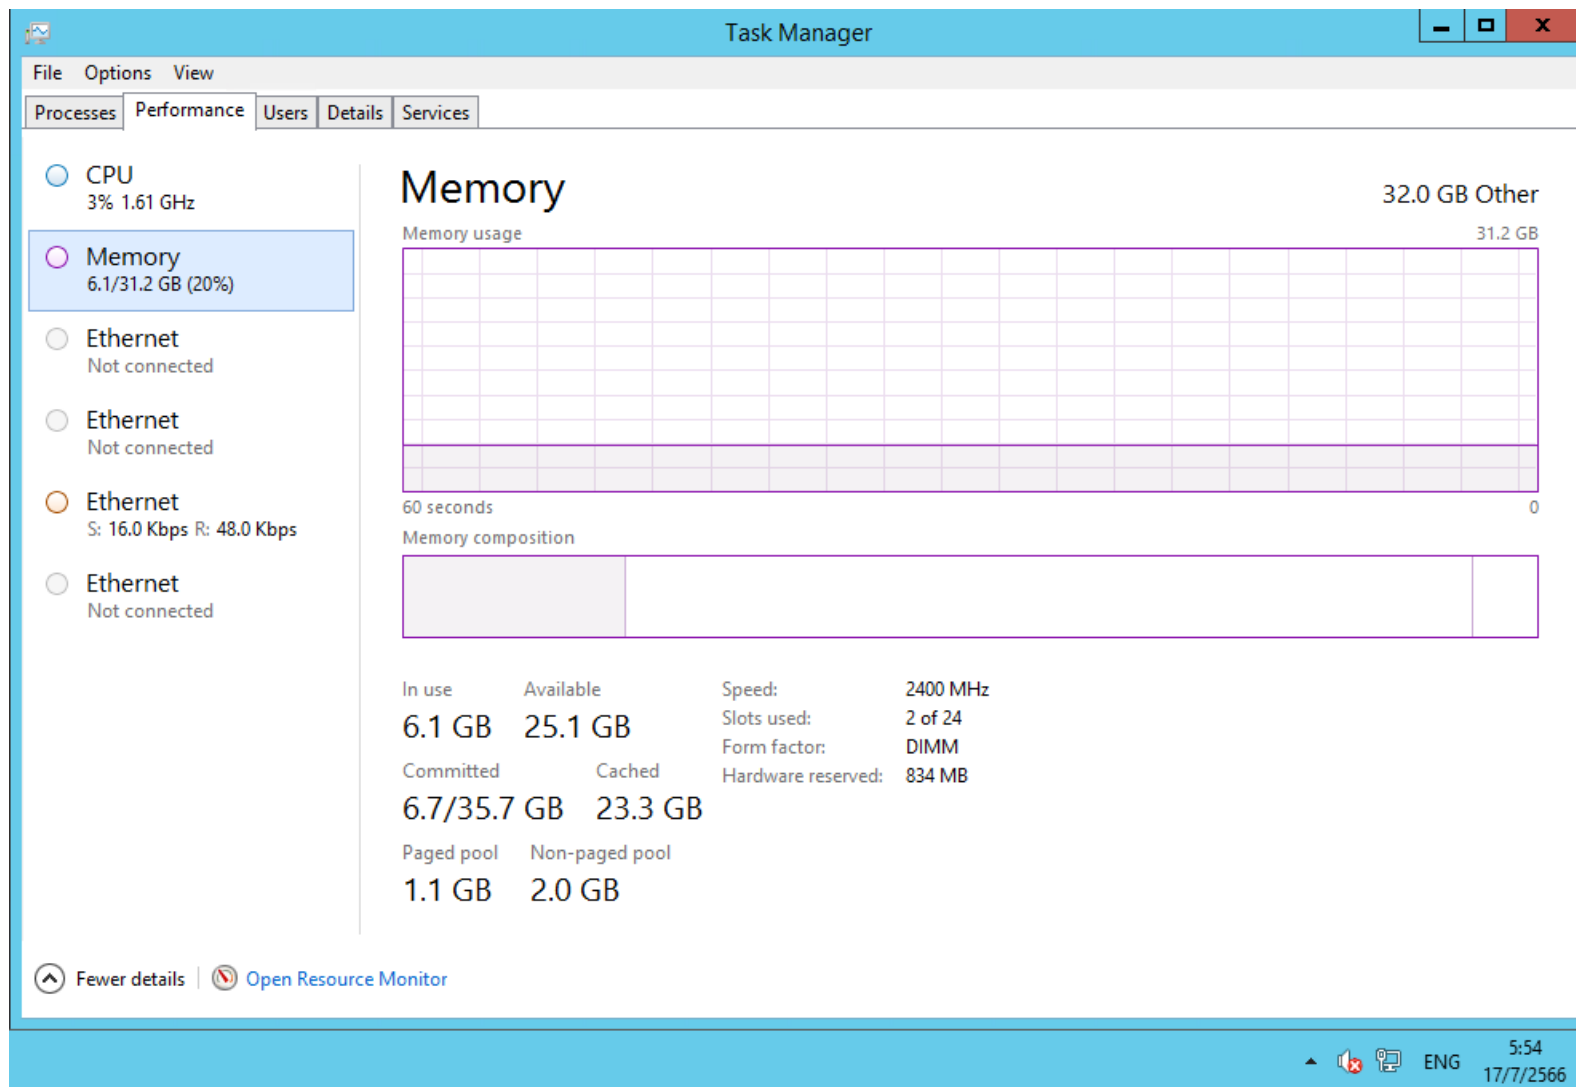 Task Manager
File Options View
Processes Performance Users Details Services
CPU
3% 1.61 GHz
Memory
6.1/31.2 GB (20%)
Ethernet
Not connected
Ethernet
Not connected
Ethernet
S: 16.0 Kbps R: 48.0 Kbps
Ethernet
Not connected
Memory 32.0 GB Other
Memory usage 31.2 GB
60 seconds 0
Memory composition
In use Available
6.1 GB 25.1 GB
Committed Cached
6.7/35.7 GB 23.3 GB
Paged pool Non-paged pool
1.1 GB 2.0 GB
Speed: 2400 MHz
Slots used: 2 of 24
Form factor: DIMM
Hardware reserved: 834 MB
Fewer details Open Resource Monitor
ENG 5:54
17/7/2566